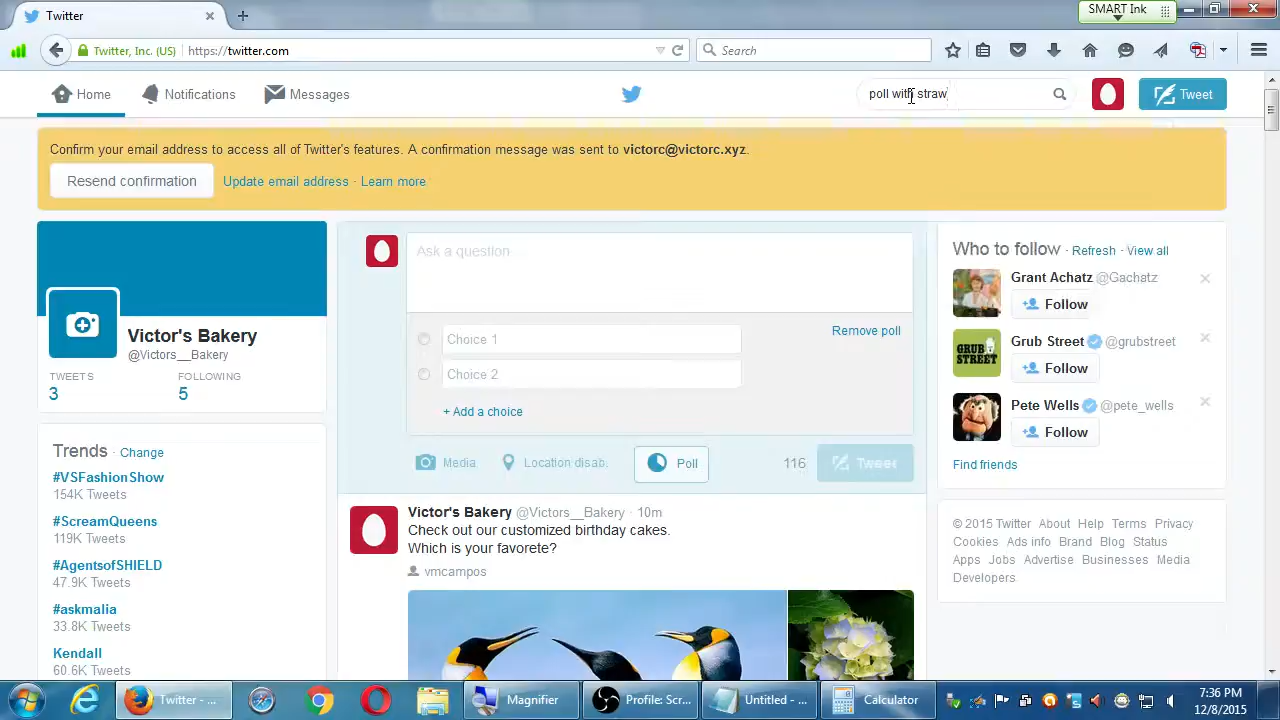 Twitter
SMART Ink
Twitter, Inc. (US)
https://twitter.com
Search
Home
Notifications
Messages
poll with straw
Tweet
Confirm your email address to access all of Twitter's features. A confirmation message was sent to victorc@victorc.xyz.
Resend confirmation
Update email address · Learn more
Victor's Bakery
@Victors__Bakery
TWEETS
FOLLOWING
3
5
Trends · Change
#VSFashionShow
154K Tweets
#ScreamQueens
119K Tweets
#AgentsofSHIELD
47.9K Tweets
#askmalia
33.8K Tweets
Kendall
60.6K Tweets
Ask a question...
Choice 1
Remove poll
Choice 2
+ Add a choice
Media
Location disab.
Poll
116
Tweet
Victor's Bakery @Victors__Bakery · 10m
Check out our customized birthday cakes.
Which is your favorete?
vmcampos
Who to follow · Refresh · View all
Grant Achatz @Gachatz
Follow
Grub Street @grubstreet
GRUB STREET
Follow
Pete Wells @pete_wells
Follow
Find friends
© 2015 Twitter About Help Terms Privacy
Cookies Ads info Brand Blog Status
Apps Jobs Advertise Businesses Media
Developers
Twitter - ...
Magnifier
Profile: Scr...
Untitled - ...
Calculator
7:36 PM
12/8/2015